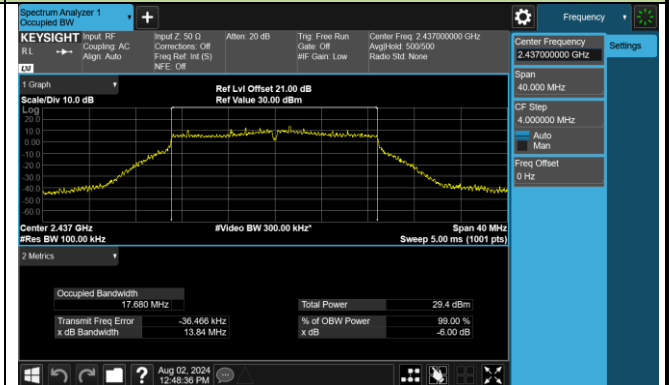 Spectrum Analyzer 1
Occupied BW
Frequency
KEYSIGHT
RL
Input: RF
Coupling: AC
Align: Auto
Input Z: 50 Ω
Corrections: Off
Freq Ref: Int (S)
NFE: Off
Atten: 20 dB
Trig: Free Run
Gate: Off
#IF Gain: Low
Center Freq: 2.437000000 GHz
Avg|Hold: 500/500
Radio Std: None
LXI
Center Frequency
2.437000000 GHz
Settings
Span
40.000 MHz
CF Step
4.000000 MHz
Auto
Man
Freq Offset
0 Hz
1 Graph
Scale/Div 10.0 dB
Ref Lvl Offset 21.00 dB
Ref Value 30.00 dBm
Log
20.0
10.0
0.00
-10.0
-20.0
-30.0
-40.0
-50.0
-60.0
Center 2.437 GHz
#Video BW 300.00 kHz*
Span 40 MHz
#Res BW 100.00 kHz
Sweep 5.00 ms (1001 pts)
2 Metrics
Occupied Bandwidth
17.680 MHz
Total Power 29.4 dBm
Transmit Freq Error -36.466 kHz
% of OBW Power 99.00 %
x dB Bandwidth 13.84 MHz
x dB -6.00 dB
?
Aug 02, 2024
12:48:36 PM